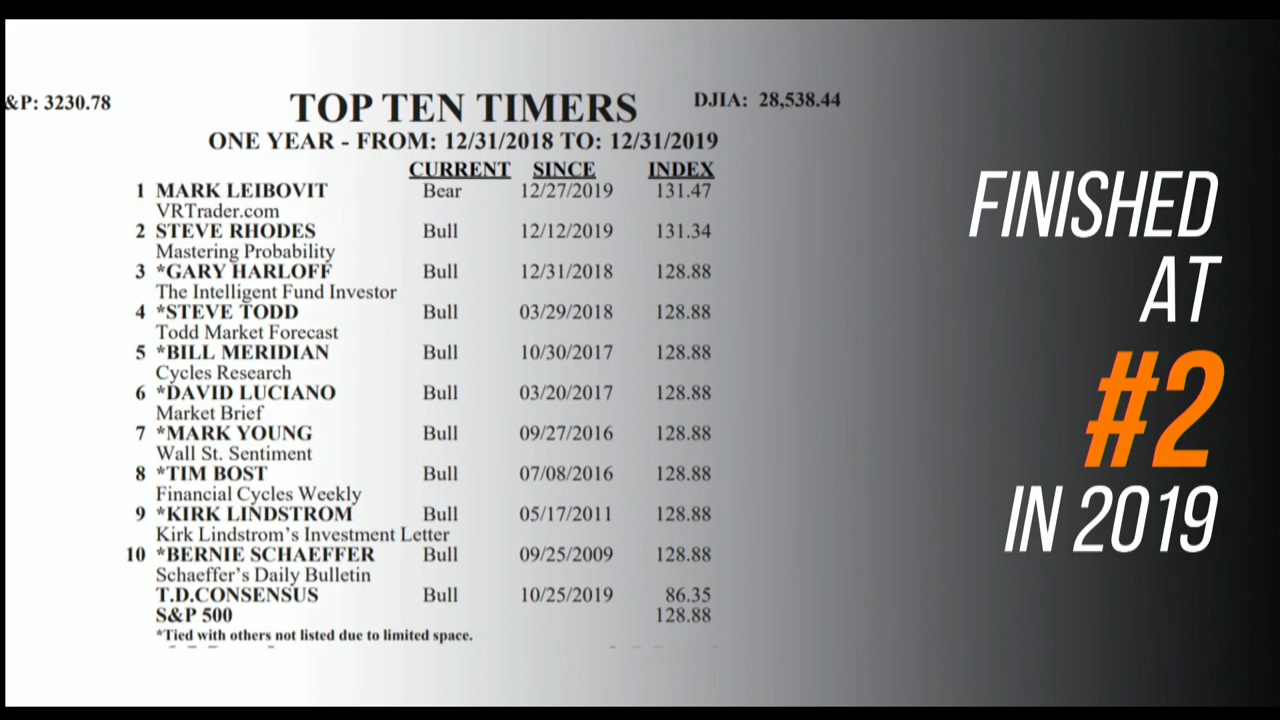 &P: 3230.78
TOP TEN TIMERS
DJIA: 28,538.44
ONE YEAR - FROM: 12/31/2018 TO: 12/31/2019
CURRENT SINCE INDEX
1 MARK LEIBOVIT Bear 12/27/2019 131.47
VRTrader.com
2 STEVE RHODES Bull 12/12/2019 131.34
Mastering Probability
3 *GARY HARLOFF Bull 12/31/2018 128.88
The Intelligent Fund Investor
4 *STEVE TODD Bull 03/29/2018 128.88
Todd Market Forecast
5 *BILL MERIDIAN Bull 10/30/2017 128.88
Cycles Research
6 *DAVID LUCIANO Bull 03/20/2017 128.88
Market Brief
7 *MARK YOUNG Bull 09/27/2016 128.88
Wall St. Sentiment
8 *TIM BOST Bull 07/08/2016 128.88
Financial Cycles Weekly
9 *KIRK LINDSTROM Bull 05/17/2011 128.88
Kirk Lindstrom's Investment Letter
10 *BERNIE SCHAEFFER Bull 09/25/2009 128.88
Schaeffer's Daily Bulletin
T.D.CONSENSUS Bull 10/25/2019 86.35
S&P 500 128.88
*Tied with others not listed due to limited space.
FINISHED
AT
#2
IN 2019